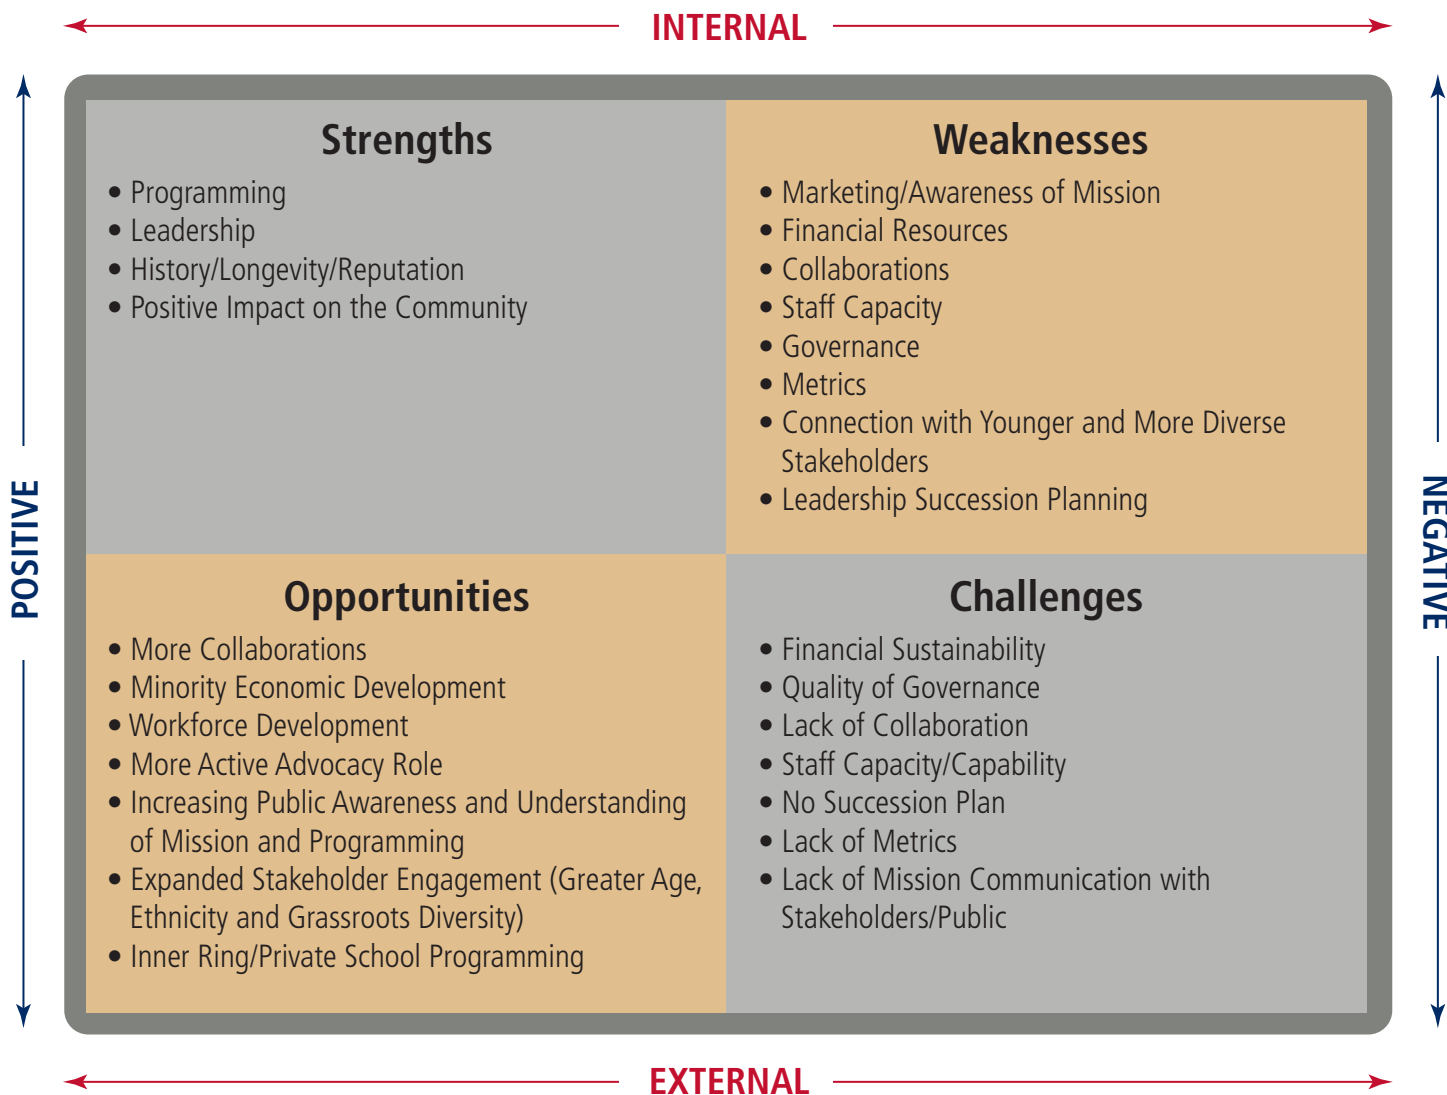 INTERNAL
POSITIVE
NEGATIVE
Strengths
• Programming
• Leadership
• History/Longevity/Reputation
• Positive Impact on the Community
Weaknesses
• Marketing/Awareness of Mission
• Financial Resources
• Collaborations
• Staff Capacity
• Governance
• Metrics
• Connection with Younger and More Diverse
Stakeholders
• Leadership Succession Planning
Opportunities
• More Collaborations
• Minority Economic Development
• Workforce Development
• More Active Advocacy Role
• Increasing Public Awareness and Understanding
of Mission and Programming
• Expanded Stakeholder Engagement (Greater Age,
Ethnicity and Grassroots Diversity)
• Inner Ring/Private School Programming
Challenges
• Financial Sustainability
• Quality of Governance
• Lack of Collaboration
• Staff Capacity/Capability
• No Succession Plan
• Lack of Metrics
• Lack of Mission Communication with
Stakeholders/Public
EXTERNAL